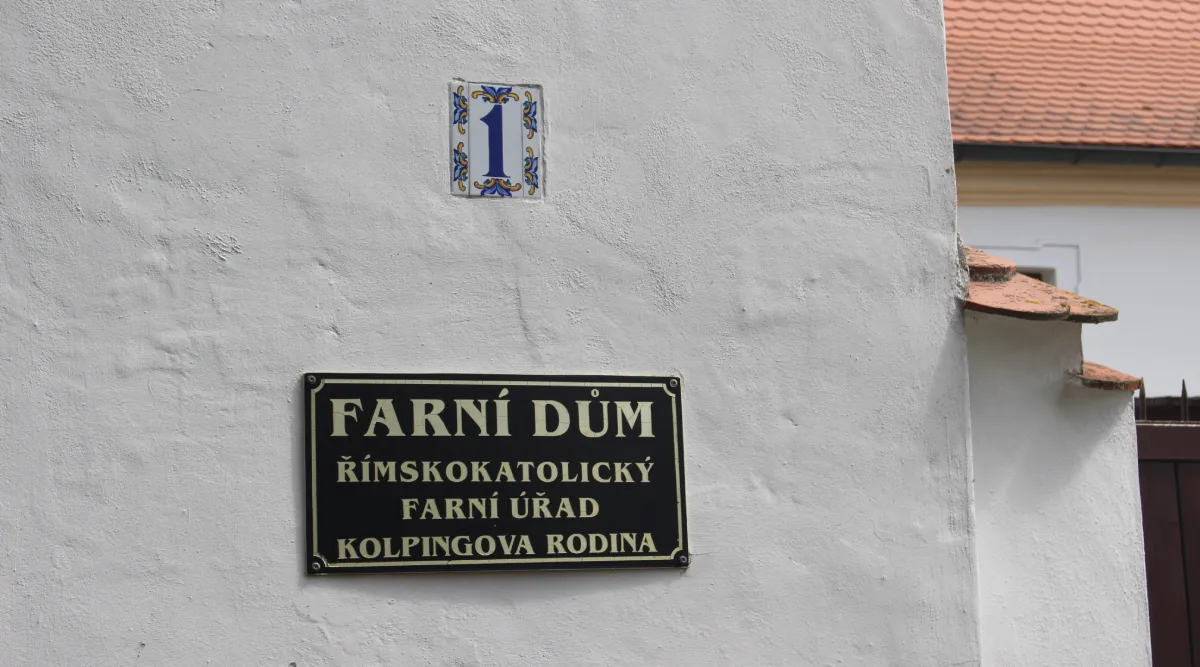 1
FARNÍ DŮM
ŘÍMSKOKATOLICKÝ
FARNÍ ÚŘAD
KOLPINGOVA RODINA